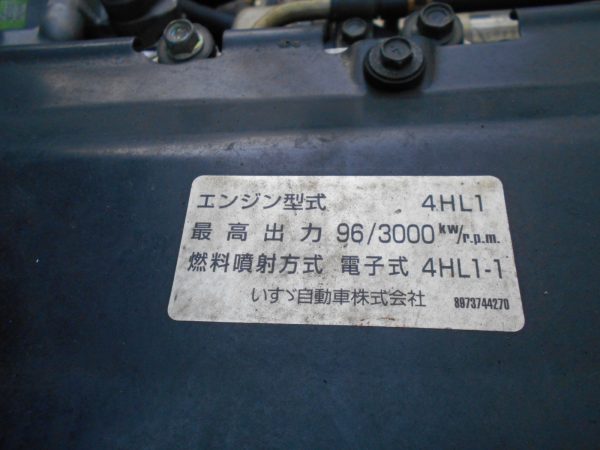 エンジン型式 4HL1
最高出力 96/3000 kw/r.p.m.
燃料噴射方式 電子式 4HL1-1
いすゞ自動車株式会社 8973744270